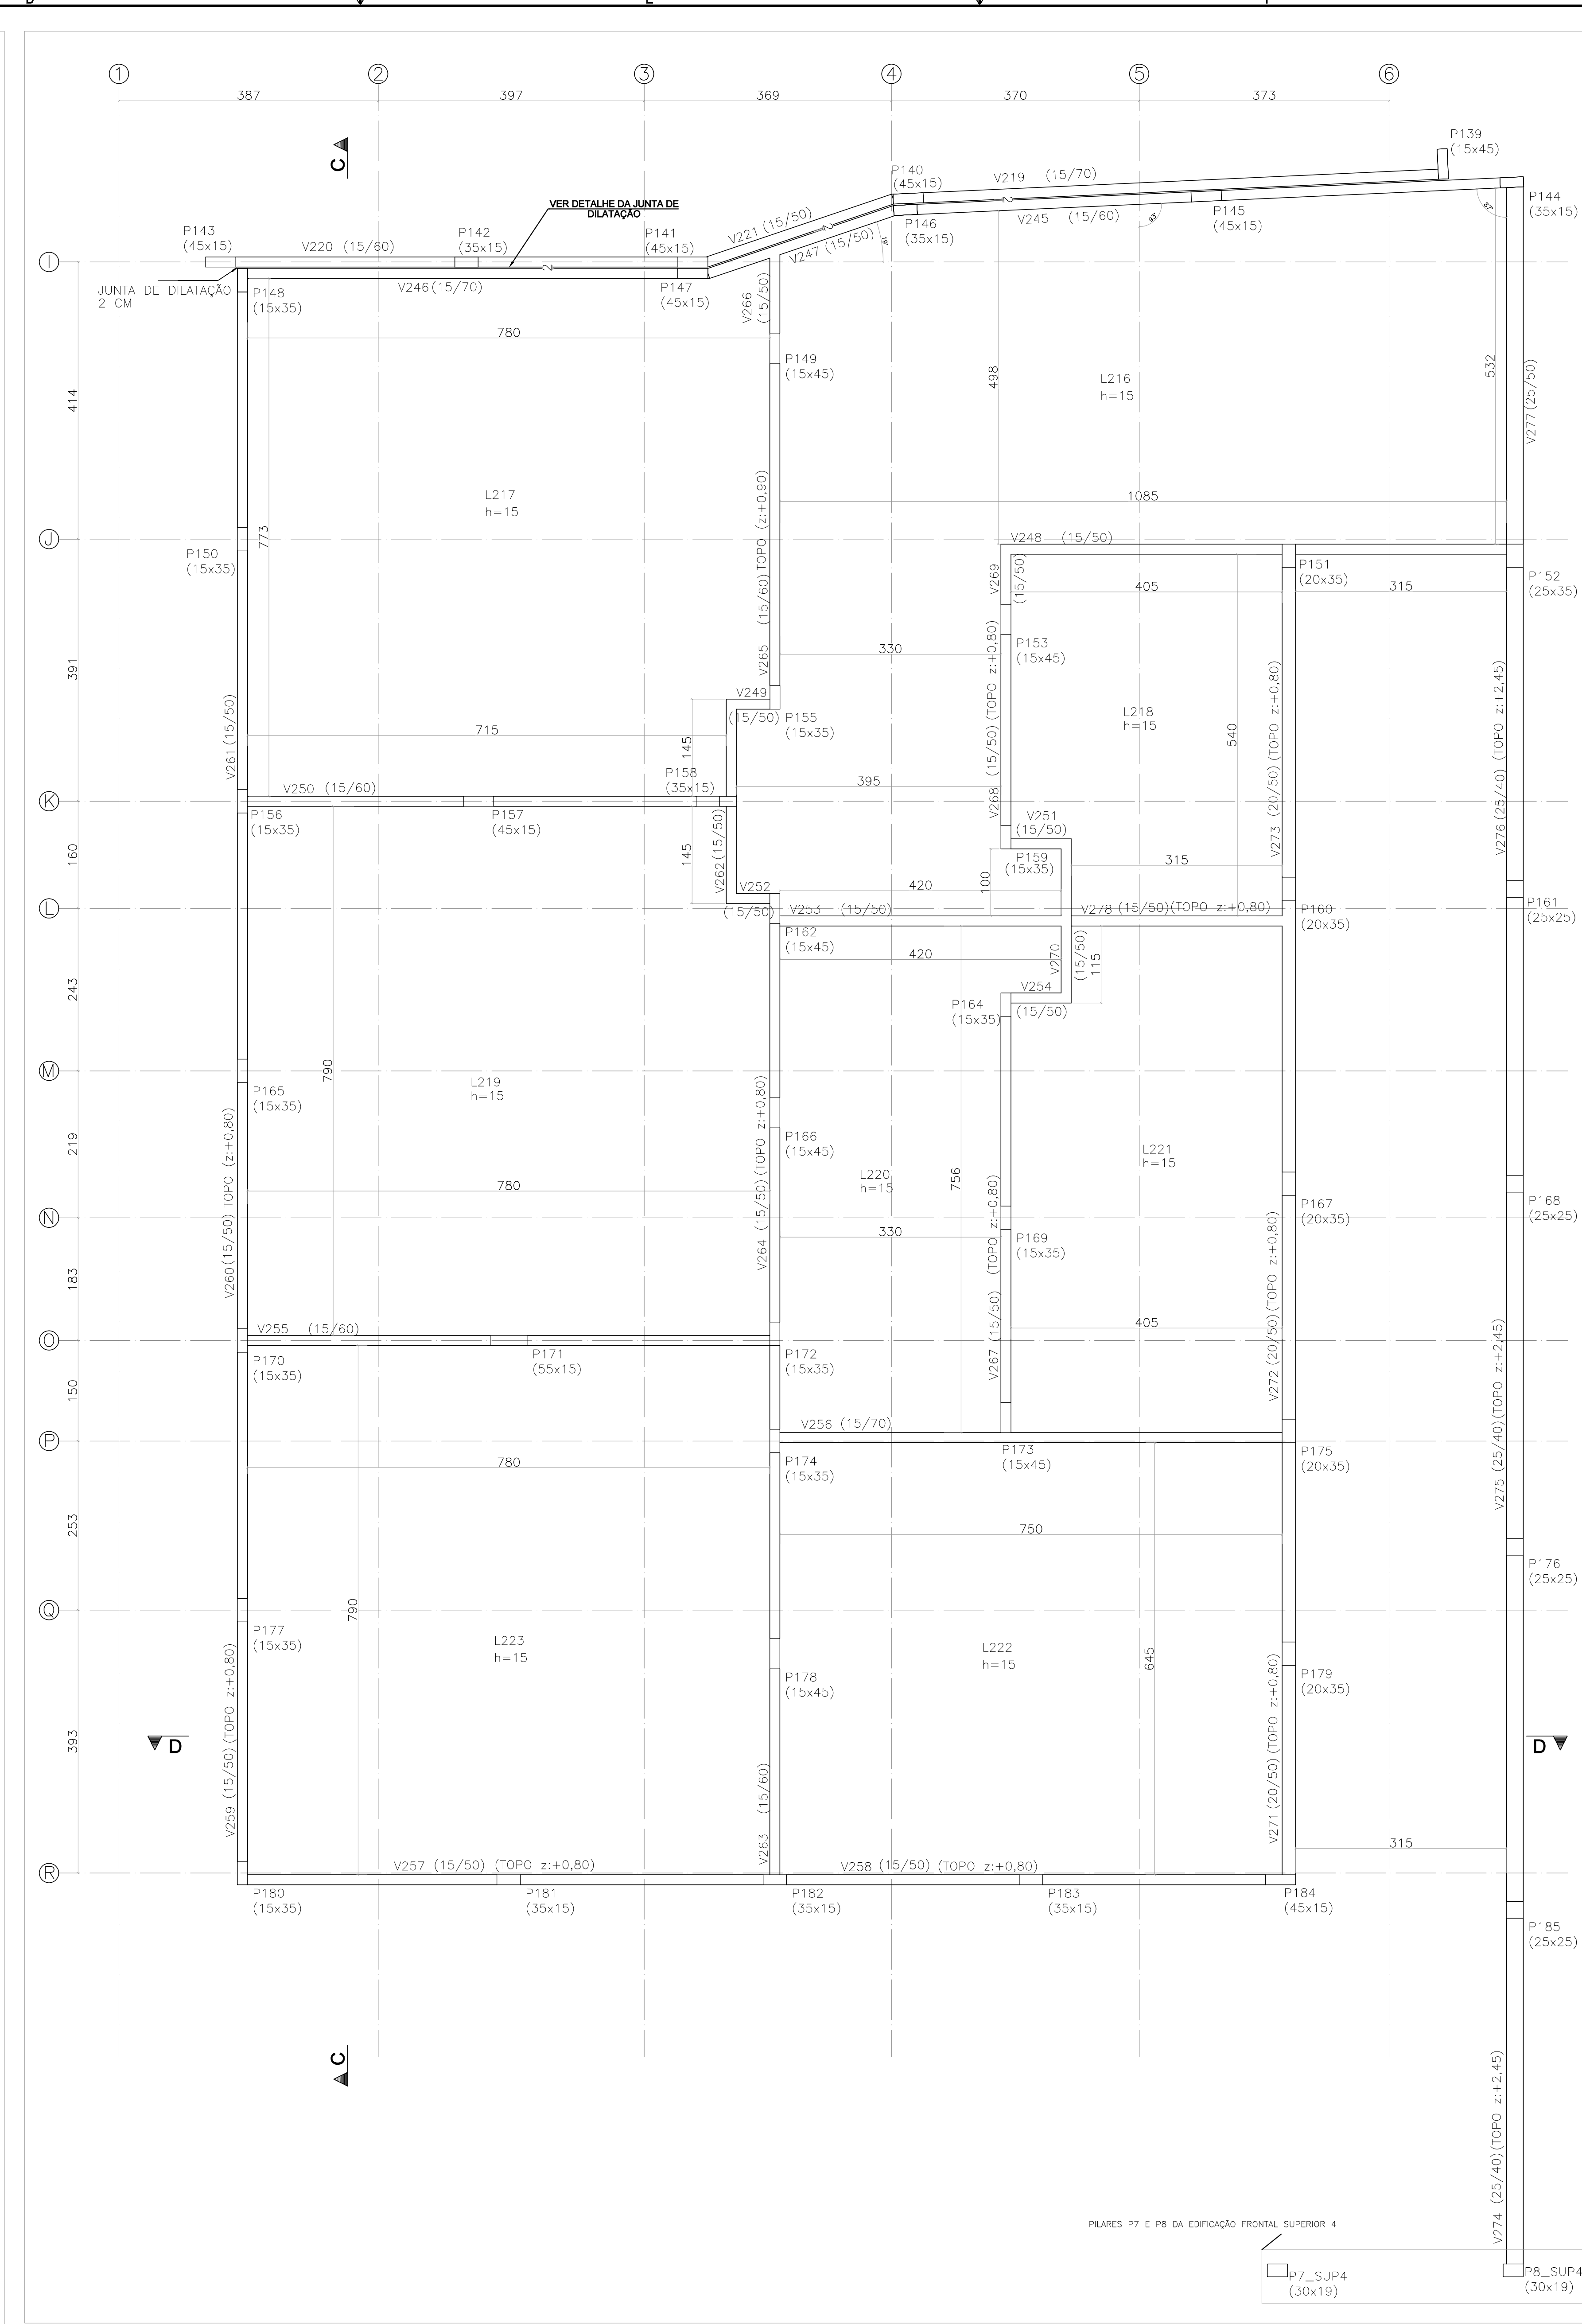 1
2
3
4
5
6
387
397
369
370
373
C
P139
(15x45)
P140
(45x15)
V219 (15/70)
2
VER DETALHE DA JUNTA DE
DILATAÇÃO
V221 (15/50)
2
V247 (15/50)
19°
P146
(35x15)
V245 (15/60)
93°
P145
(45x15)
87°
P144
(35x15)
P143
(45x15)
V220 (15/60)
P142
(35x15)
P141
(45x15)
I
2
JUNTA DE DILATAÇÃO
2 CM
P148
(15x35)
V246 (15/70)
P147
(45x15)
V266
(15/50)
780
P149
(15x45)
498
L216
h=15
532
V277 (25/50)
414
L217
h=15
V265 (15/60) TOPO (z:+0,90)
1085
J
773
P150
(15x35)
V248 (15/50)
V269
(15/50)
405
P151
(20x35)
315
P152
(25x35)
391
330
P153
(15x45)
V268 (15/50) (TOPO z:+0,80)
V273 (20/50) (TOPO z:+0,80)
V276 (25/40) (TOPO z:+2,45)
V261 (15/50)
V249
(15/50)
P155
(15x35)
L218
h=15
540
715
145
K
V250 (15/60)
P158
(35x15)
395
P156
(15x35)
P157
(45x15)
V251
(15/50)
160
145
V262 (15/50)
P159
(15x35)
315
100
420
V252
(15/50)
L
V253 (15/50)
V278 (15/50) (TOPO z:+0,80)
P160
(20x35)
P161
(25x25)
P162
(15x45)
420
V270
(15/50)
115
243
V254
(15/50)
P164
(15x35)
M
790
L219
h=15
P165
(15x35)
V260 (15/50) TOPO (z:+0,80)
V264 (15/50) (TOPO z:+0,80)
P166
(15x45)
219
L220
h=15
756
L221
h=15
780
V267 (15/50) (TOPO z:+0,80)
P167
(20x35)
P168
(25x25)
N
330
P169
(15x35)
V272 (20/50) (TOPO z:+0,80)
183
V255 (15/60)
405
O
P170
(15x35)
P171
(55x15)
P172
(15x35)
V275 (25/40) (TOPO z:+2,45)
150
V256 (15/70)
P
780
P174
(15x35)
P173
(15x45)
P175
(20x35)
253
750
P176
(25x25)
790
Q
P177
(15x35)
L223
h=15
L222
h=15
645
P178
(15x45)
P179
(20x35)
V259 (15/50) (TOPO z:+0,80)
V271 (20/50) (TOPO z:+0,80)
393
D
D
V263 (15/60)
315
R
V257 (15/50) (TOPO z:+0,80)
V258 (15/50) (TOPO z:+0,80)
P180
(15x35)
P181
(35x15)
P182
(35x15)
P183
(35x15)
P184
(45x15)
P185
(25x25)
C
V274 (25/40) (TOPO z:+2,45)
PILARES P7 E P8 DA EDIFICAÇÃO FRONTAL SUPERIOR 4
P7_SUP4
(30x19)
P8_SUP4
(30x19)